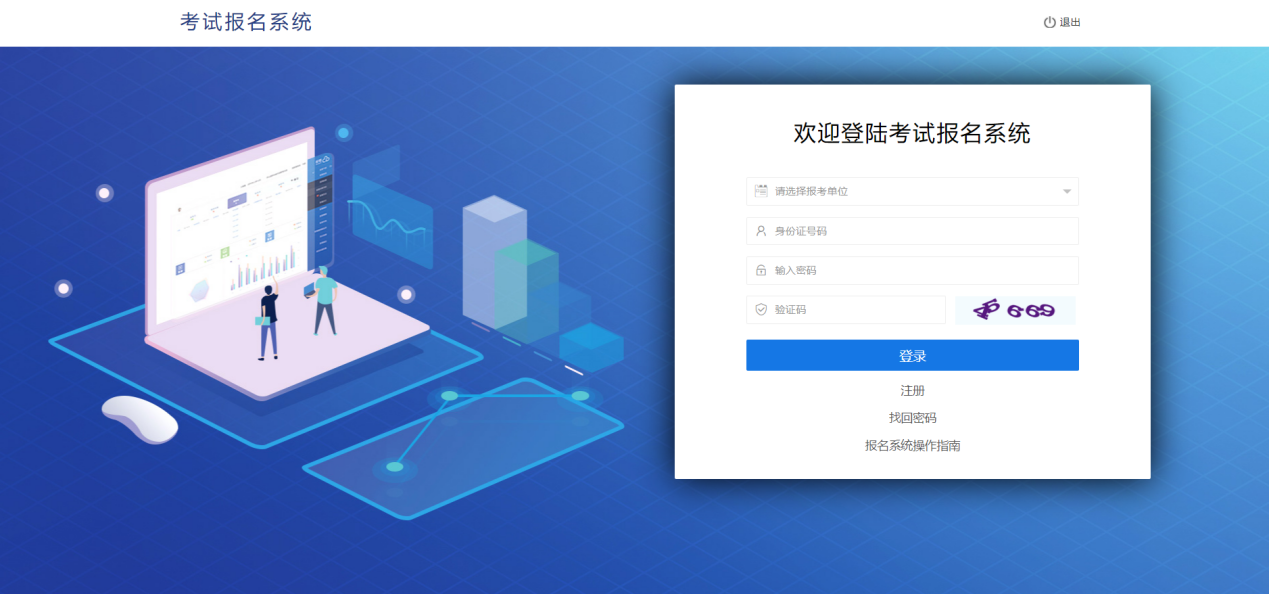 考试报名系统
退出
欢迎登陆考试报名系统
请选择报考单位
身份证号码
输入密码
验证码
45669
登录
注册
找回密码
报名系统操作指南